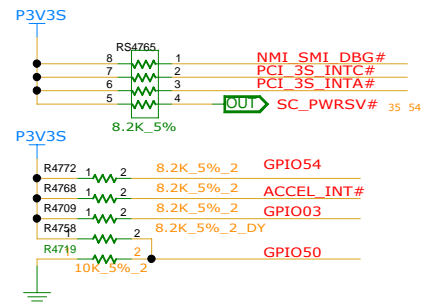 P3V3S
RS4765
8 1 NMI_SMI_DBG#
7 2 PCI_3S_INTC#
6 3 PCI_3S_INTA#
5 4 OUT SC_PWRSV# 35 54
8.2K_5%
P3V3S
R4772 1 2 8.2K_5%_2 GPIO54
R4768 1 2 8.2K_5%_2 ACCEL_INT#
R4709 1 2 8.2K_5%_2 GPIO03
R4758 1 2 8.2K_5%_2_DY
R4719 1 2 GPIO50
10K_5%_2